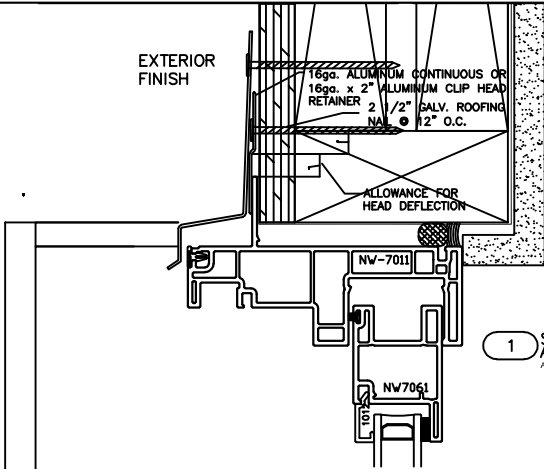 EXTERIOR
FINISH
16ga. ALUMINUM CONTINUOUS OR
16ga. x 2" ALUMINUM CLIP HEAD
RETAINER
2 1/2" GALV. ROOFING
NAIL @ 12" O.C.
ALLOWANCE FOR
HEAD DEFLECTION
NW-7011
1
NW7061